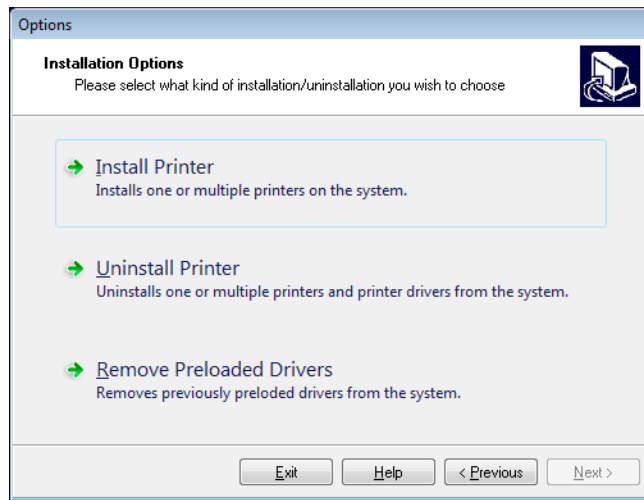 Options
Installation Options
Please select what kind of installation/uninstallation you wish to choose
Install Printer
Installs one or multiple printers on the system.
Uninstall Printer
Uninstalls one or multiple printers and printer drivers from the system.
Remove Preloaded Drivers
Removes previously preloded drivers from the system.
Exit Help < Previous Next >